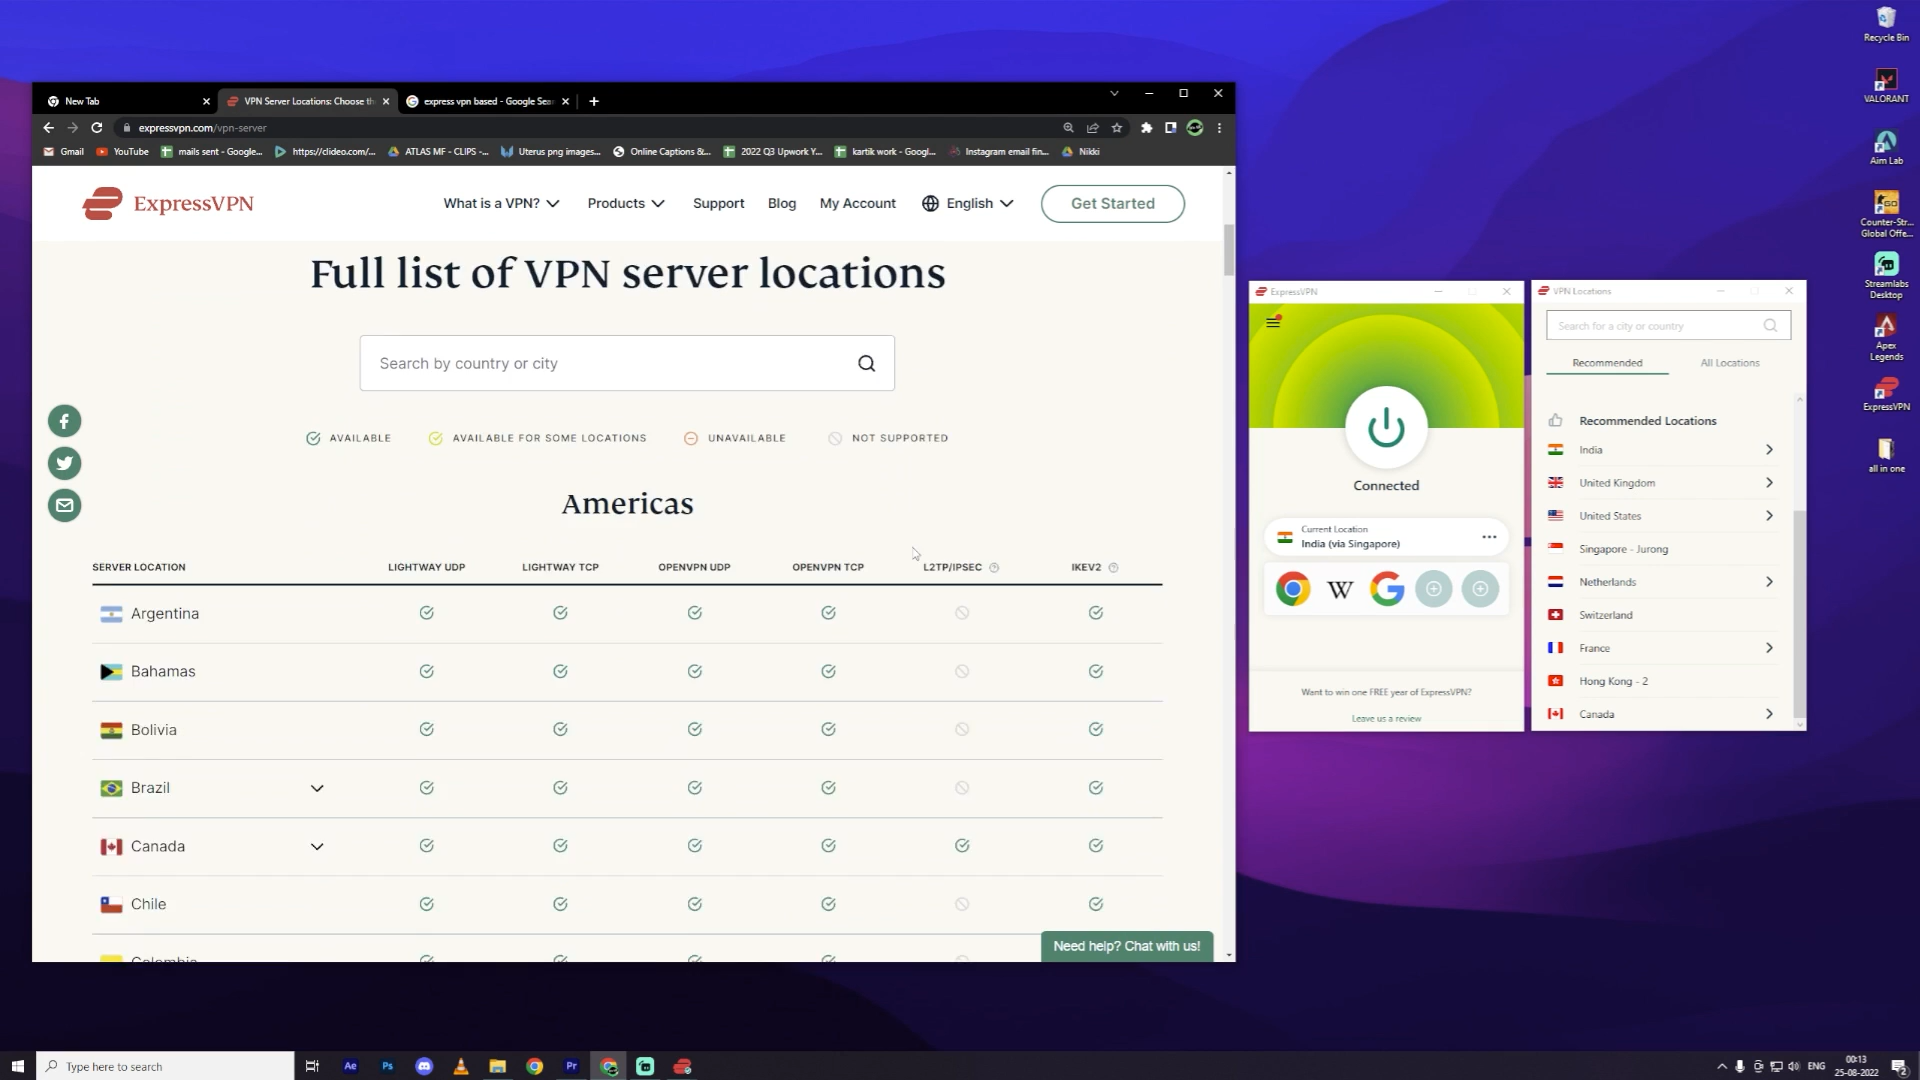 New Tab
VPN Server Locations: Choose th
express vpn based - Google Sea
expressvpn.com/vpn-server
Gmail
YouTube
mails sent - Google...
https://clideo.com/...
ATLAS MF - CLIPS -...
Uterus png images...
Online Captions &...
2022 Q3 Upwork Y...
kartik work - Googl...
Instagram email fin...
Nikki
ExpressVPN
What is a VPN?
Products
Support
Blog
My Account
English
Get Started
Full list of VPN server locations
Search by country or city
AVAILABLE
AVAILABLE FOR SOME LOCATIONS
UNAVAILABLE
NOT SUPPORTED
Americas
SERVER LOCATION
LIGHTWAY UDP
LIGHTWAY TCP
OPENVPN UDP
OPENVPN TCP
L2TP/IPSEC
IKEV2
Argentina
Bahamas
Bolivia
Brazil
Canada
Chile
Colombia
Need help? Chat with us!
ExpressVPN
Connected
Current Location
India (via Singapore)
W
Want to win one FREE year of ExpressVPN?
Leave us a review
VPN Locations
Search for a city or country
Recommended
All Locations
Recommended Locations
India
United Kingdom
United States
Singapore - Jurong
Netherlands
Switzerland
France
Hong Kong - 2
Canada
Recycle Bin
VALORANT
Aim Lab
Counter-Str...
Global Offe...
Streamlabs
Desktop
Apex
Legends
ExpressVPN
all in one
Type here to search
Ae
Ps
Pr
ENG
00:13
25-08-2022
2